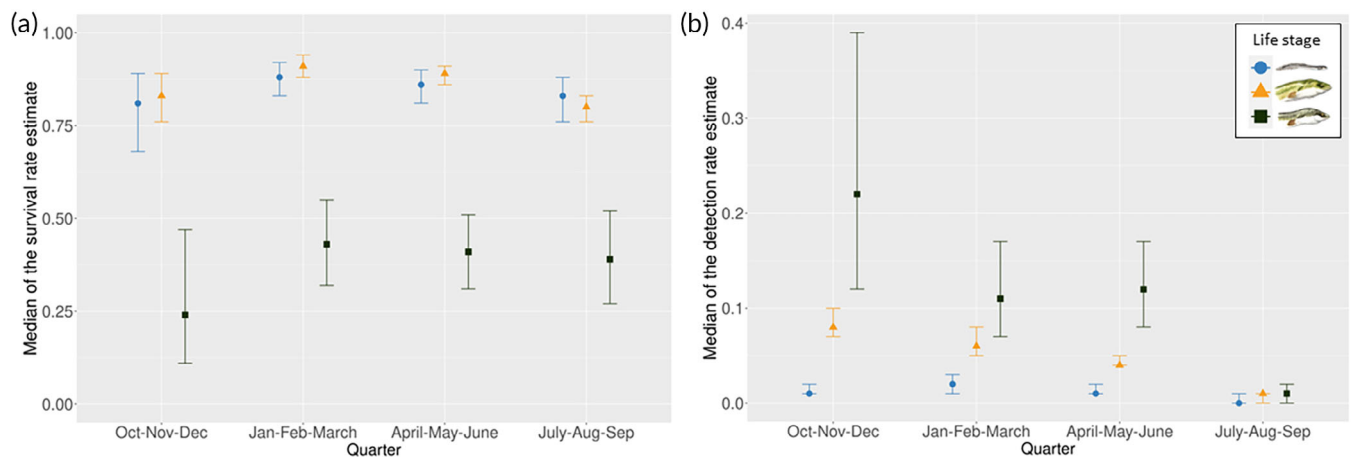 (a)
Median of the survival rate estimate
1.00
0.75
0.50
0.25
0.00
Oct-Nov-Dec
Jan-Feb-March
April-May-June
July-Aug-Sep
Quarter
(b)
Median of the detection rate estimate
0.4
0.3
0.2
0.1
0.0
Oct-Nov-Dec
Jan-Feb-March
April-May-June
July-Aug-Sep
Quarter
Life stage